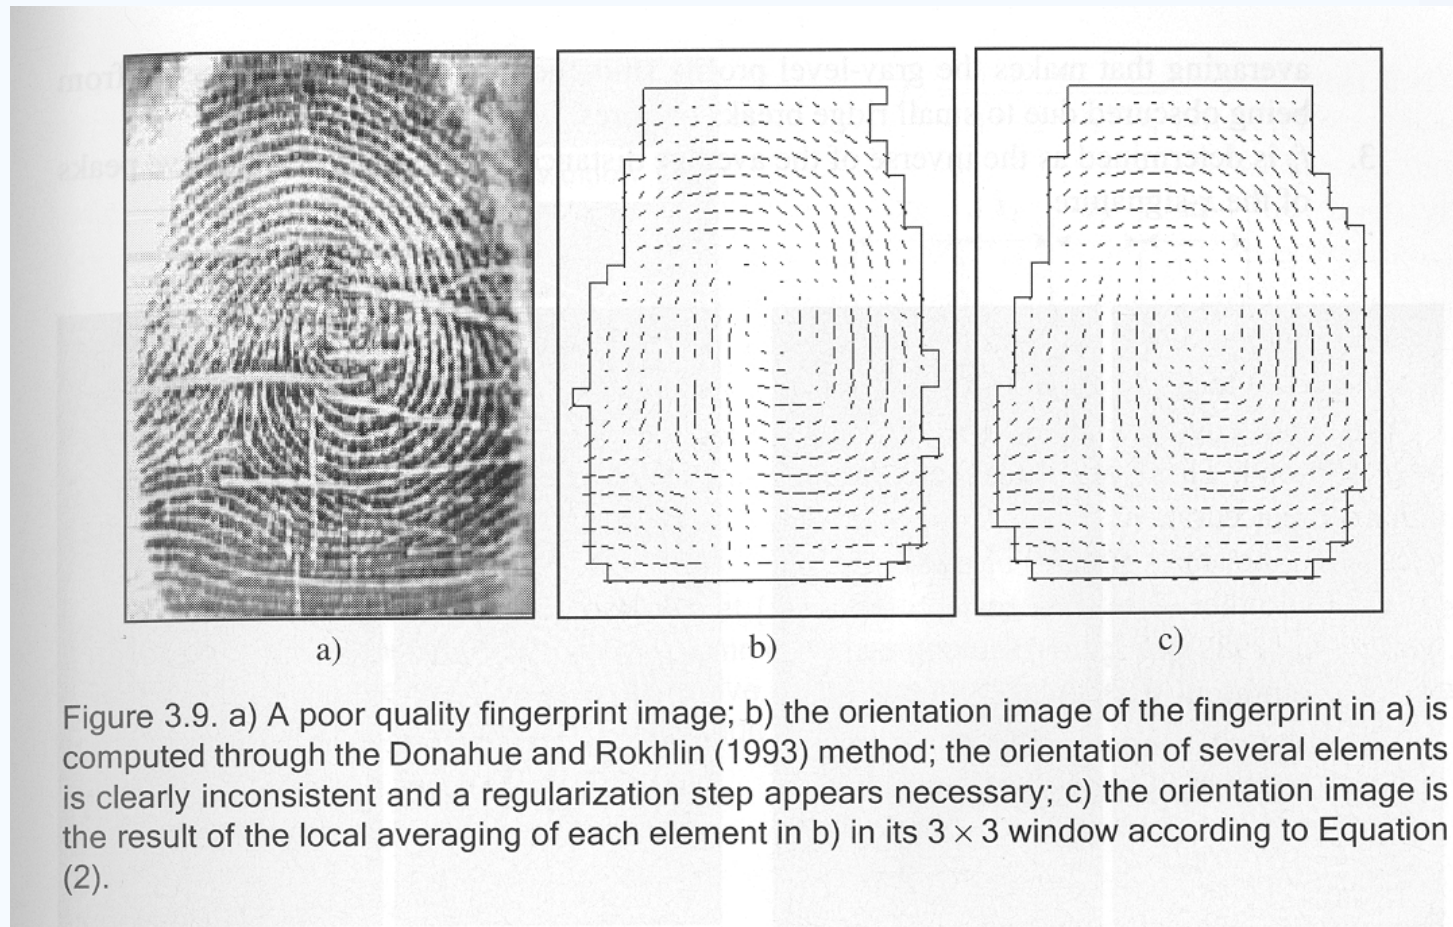 a)
b)
c)
Figure 3.9. a) A poor quality fingerprint image; b) the orientation image of the fingerprint in a) is
computed through the Donahue and Rokhlin (1993) method; the orientation of several elements
is clearly inconsistent and a regularization step appears necessary; c) the orientation image is
the result of the local averaging of each element in b) in its 3 × 3 window according to Equation
(2).